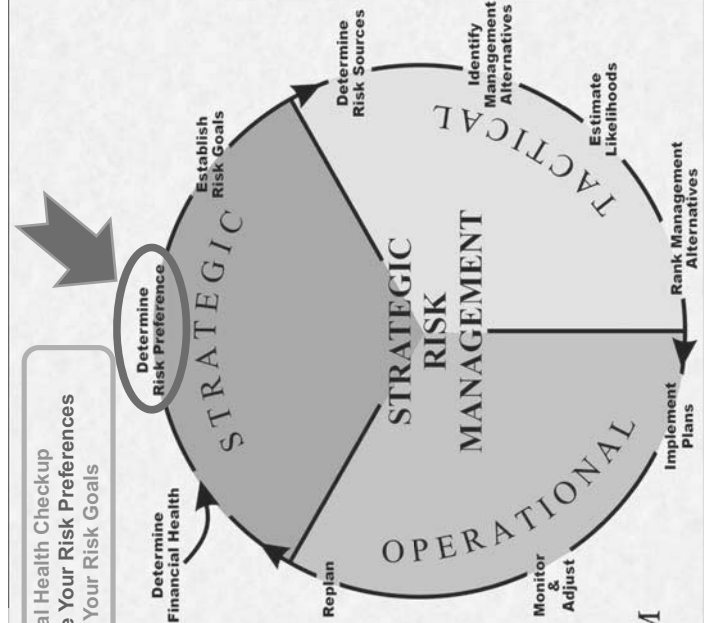 al Health Checkup
e Your Risk Preferences
Your Risk Goals
Determine
Financial Health
Determine
Risk Preference
Establish
Risk Goals
STRATEGIC
Determine
Risk Sources
Identify
Management
Alternatives
Estimate
Likelihoods
Rank Management
Alternatives
TACTICAL
STRATEGIC
RISK
MANAGEMENT
Implement
Plans
Monitor
&
Adjust
Replan
OPERATIONAL
M